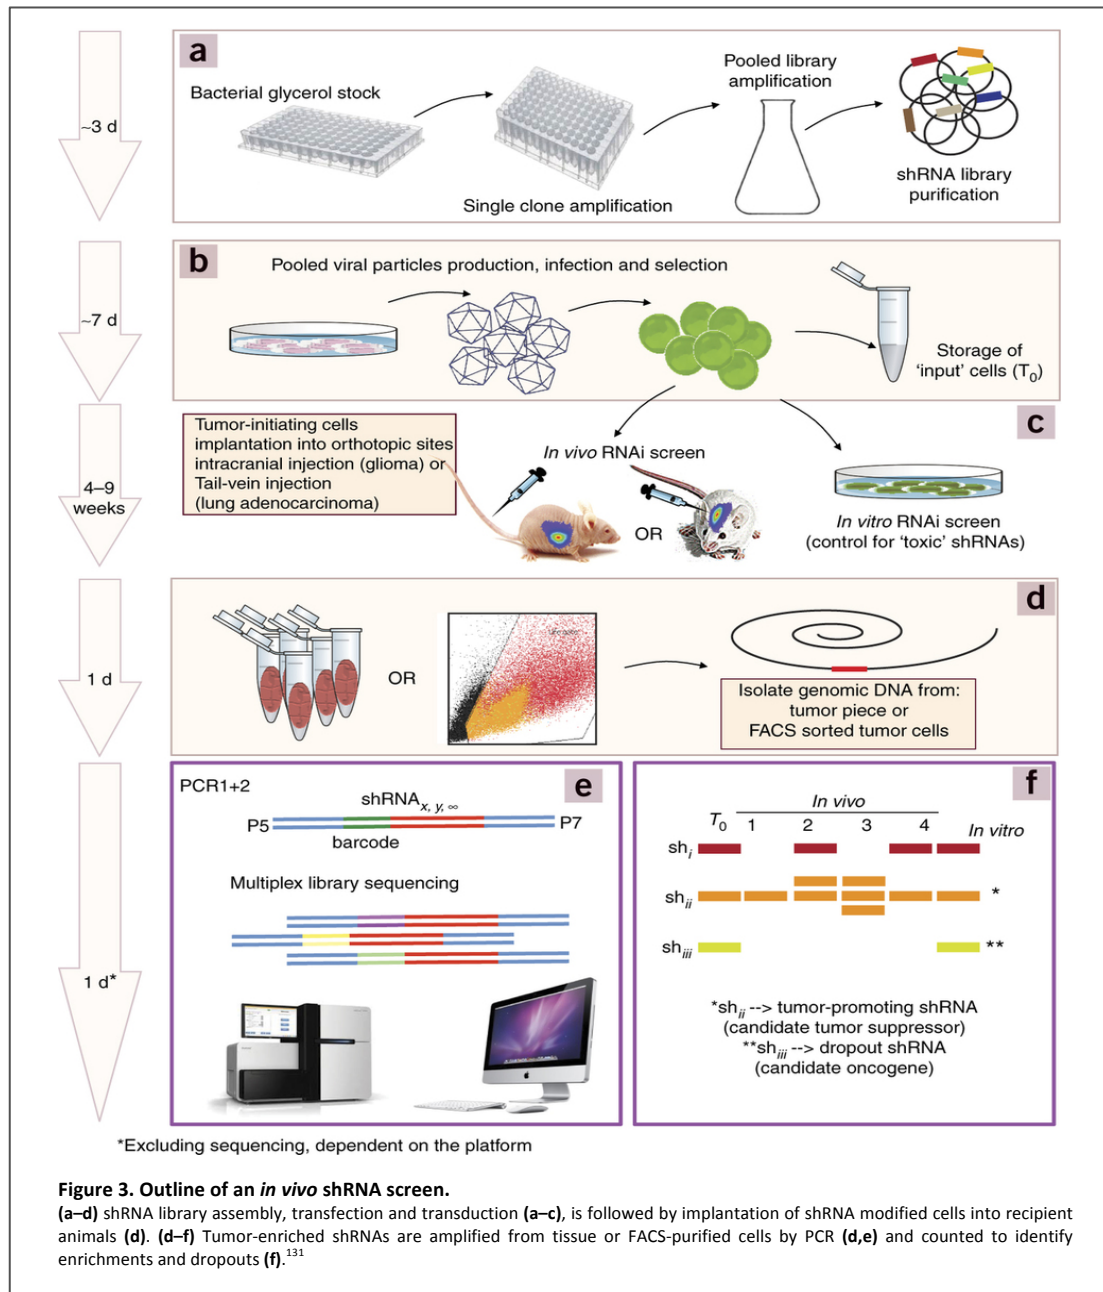 ~3 d
a
Bacterial glycerol stock
Single clone amplification
Pooled library
amplification
shRNA library
purification
~7 d
b
Pooled viral particles production, infection and selection
Storage of
'input' cells (T0)
4–9
weeks
Tumor-initiating cells
implantation into orthotopic sites
intracranial injection (glioma) or
Tail-vein injection
(lung adenocarcinoma)
In vivo RNAi screen
OR
c
In vitro RNAi screen
(control for 'toxic' shRNAs)
1 d
OR
d
Isolate genomic DNA from:
tumor piece or
FACS sorted tumor cells
1 d*
e
PCR1+2
shRNAx, y, ∞
P5
P7
barcode
Multiplex library sequencing
f
In vivo
T0 1 2 3 4 In vitro
shi
shii *
shiii **
*shii --> tumor-promoting shRNA
(candidate tumor suppressor)
**shiii --> dropout shRNA
(candidate oncogene)
*Excluding sequencing, dependent on the platform
Figure 3. Outline of an in vivo shRNA screen.
(a–d) shRNA library assembly, transfection and transduction (a–c), is followed by implantation of shRNA modified cells into recipient
animals (d). (d–f) Tumor-enriched shRNAs are amplified from tissue or FACS-purified cells by PCR (d,e) and counted to identify
enrichments and dropouts (f).131